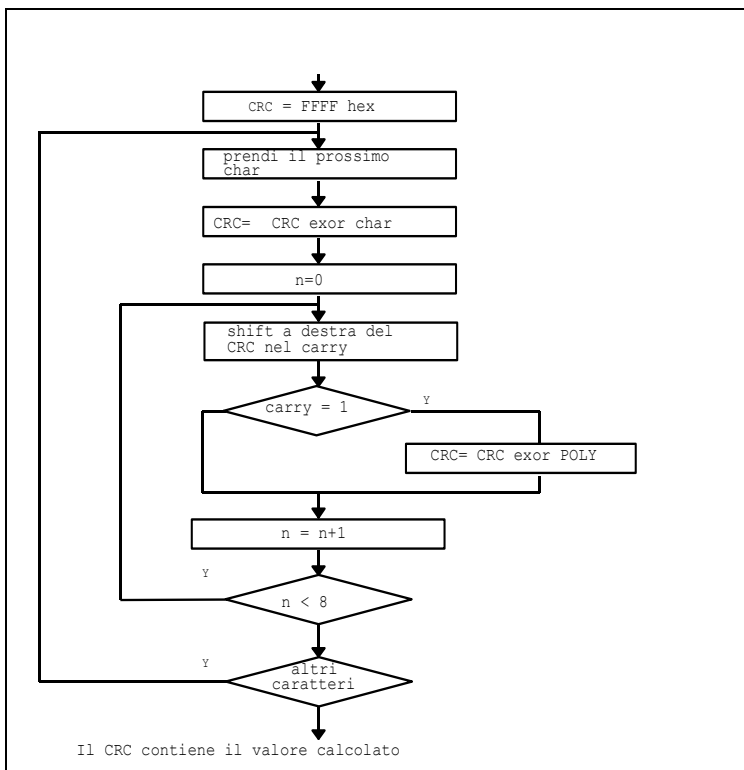 CRC = FFFF hex
prendi il prossimo
char
CRC= CRC exor char
n=0
shift a destra del
CRC nel carry
carry = 1
Y
CRC= CRC exor POLY
n = n+1
Y
n < 8
Y
altri
caratteri
Il CRC contiene il valore calcolato